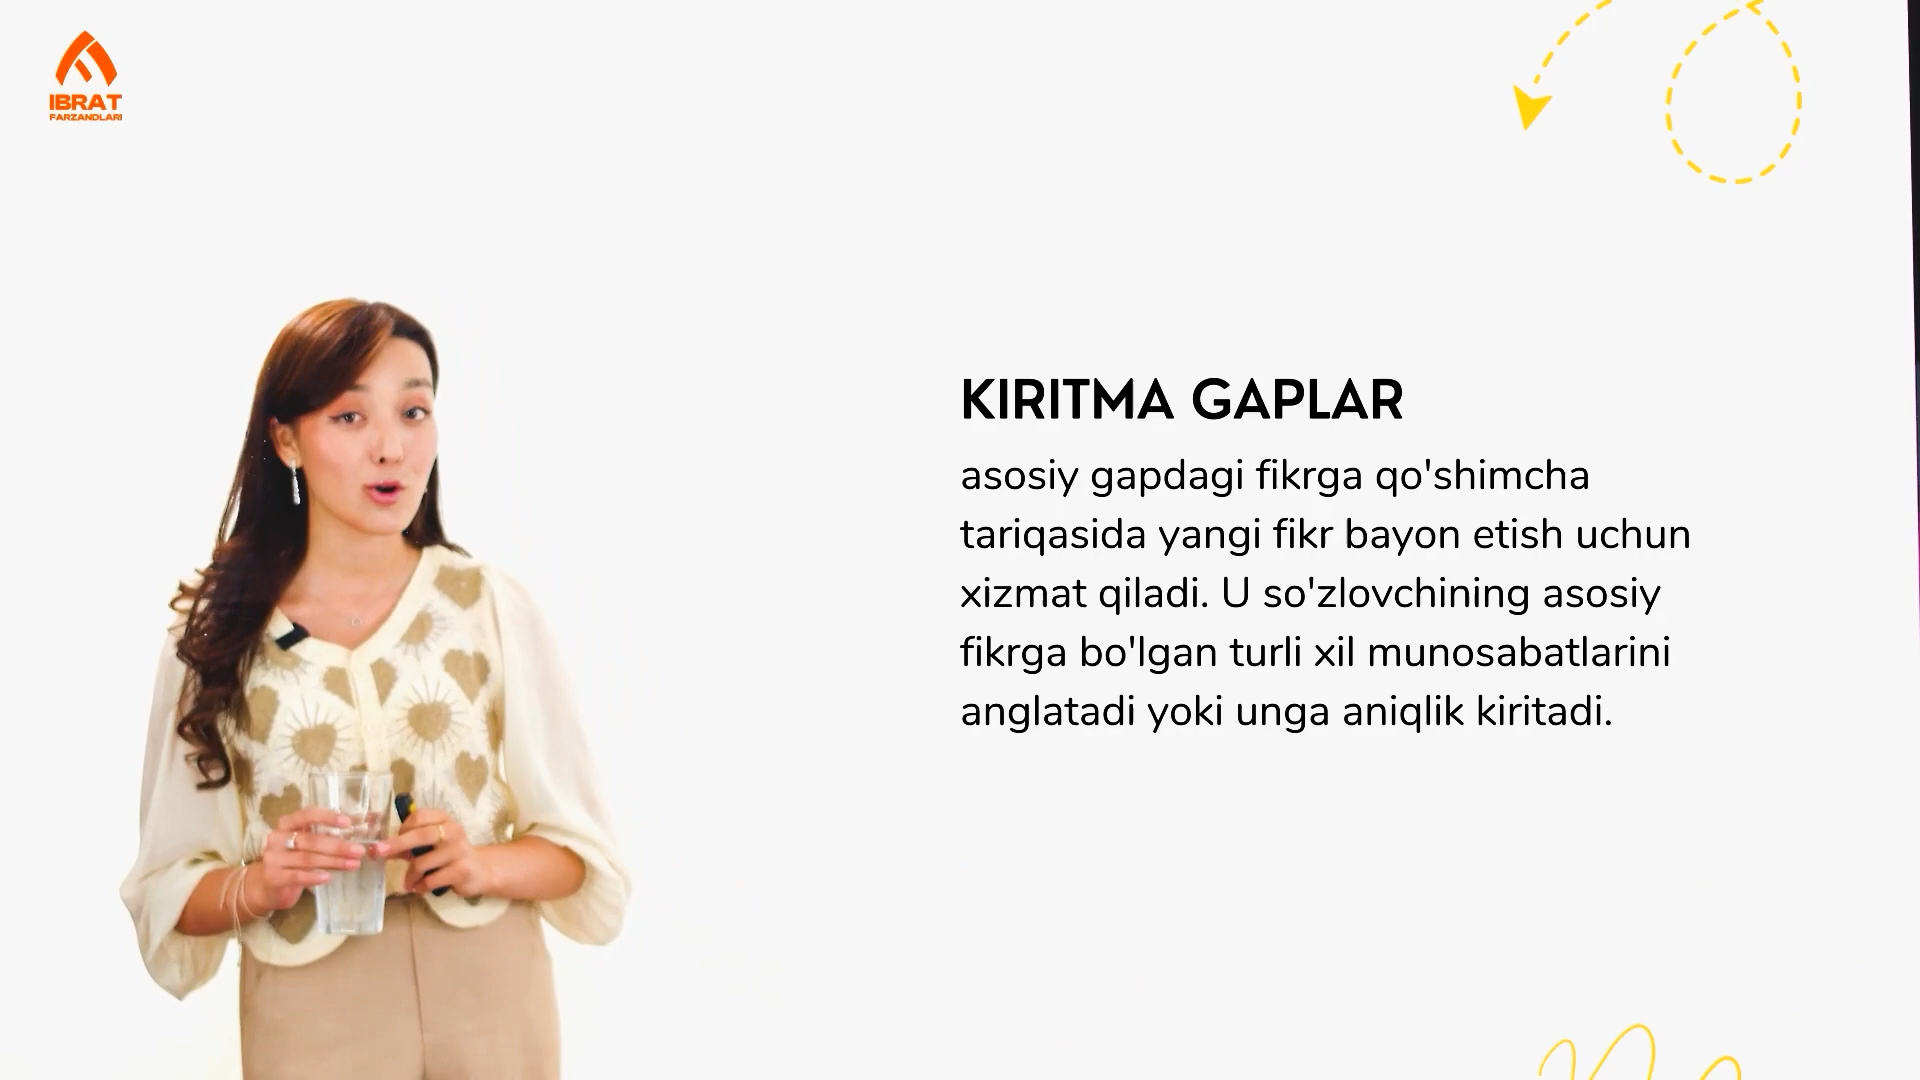 IBRAT
FARZANDLARI
KIRITMA GAPLAR
asosiy gapdagi fikrga qo'shimcha
tariqasida yangi fikr bayon etish uchun
xizmat qiladi. U so'zlovchining asosiy
fikrga bo'lgan turli xil munosabatlarini
anglatadi yoki unga aniqlik kiritadi.